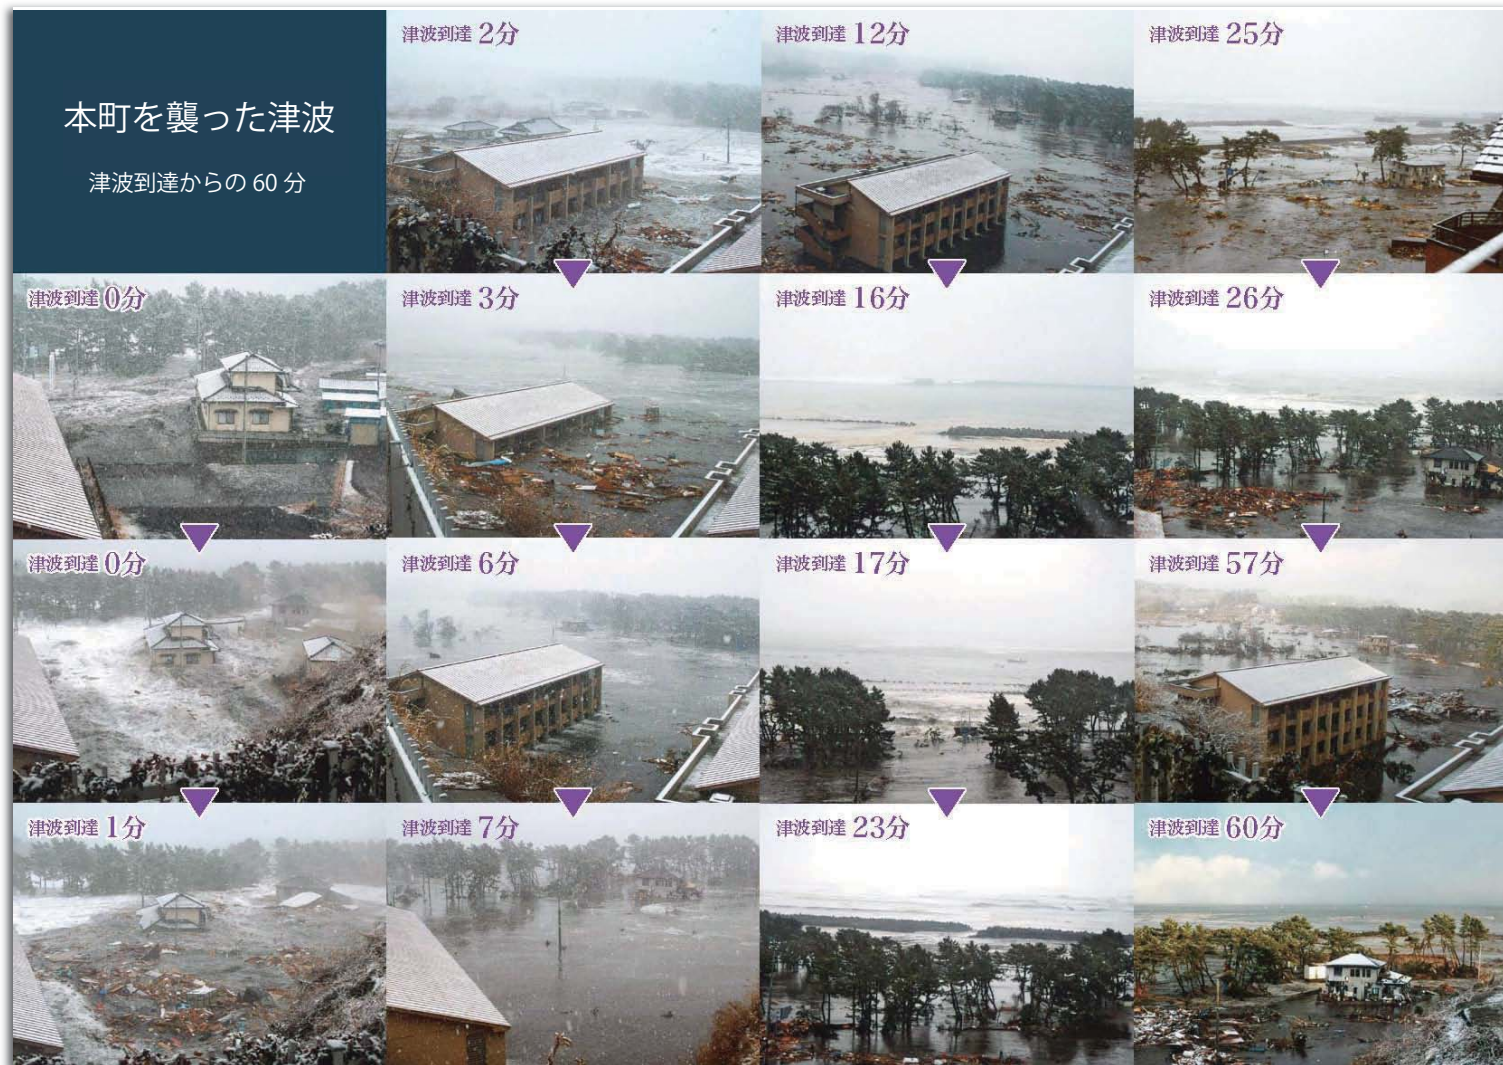 本町を襲った津波
津波到達からの 60 分
津波到達 0分
津波到達 0分
津波到達 1分
津波到達 2分
津波到達 3分
津波到達 6分
津波到達 7分
津波到達 12分
津波到達 16分
津波到達 17分
津波到達 23分
津波到達 25分
津波到達 26分
津波到達 57分
津波到達 60分